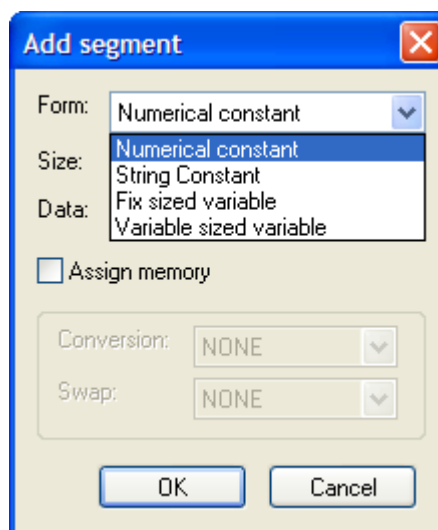 Add segment
Form: Numerical constant
Numerical constant
Size: String Constant
Fix sized variable
Data: Variable sized variable
Assign memory
Conversion: NONE
Swap: NONE
OK Cancel